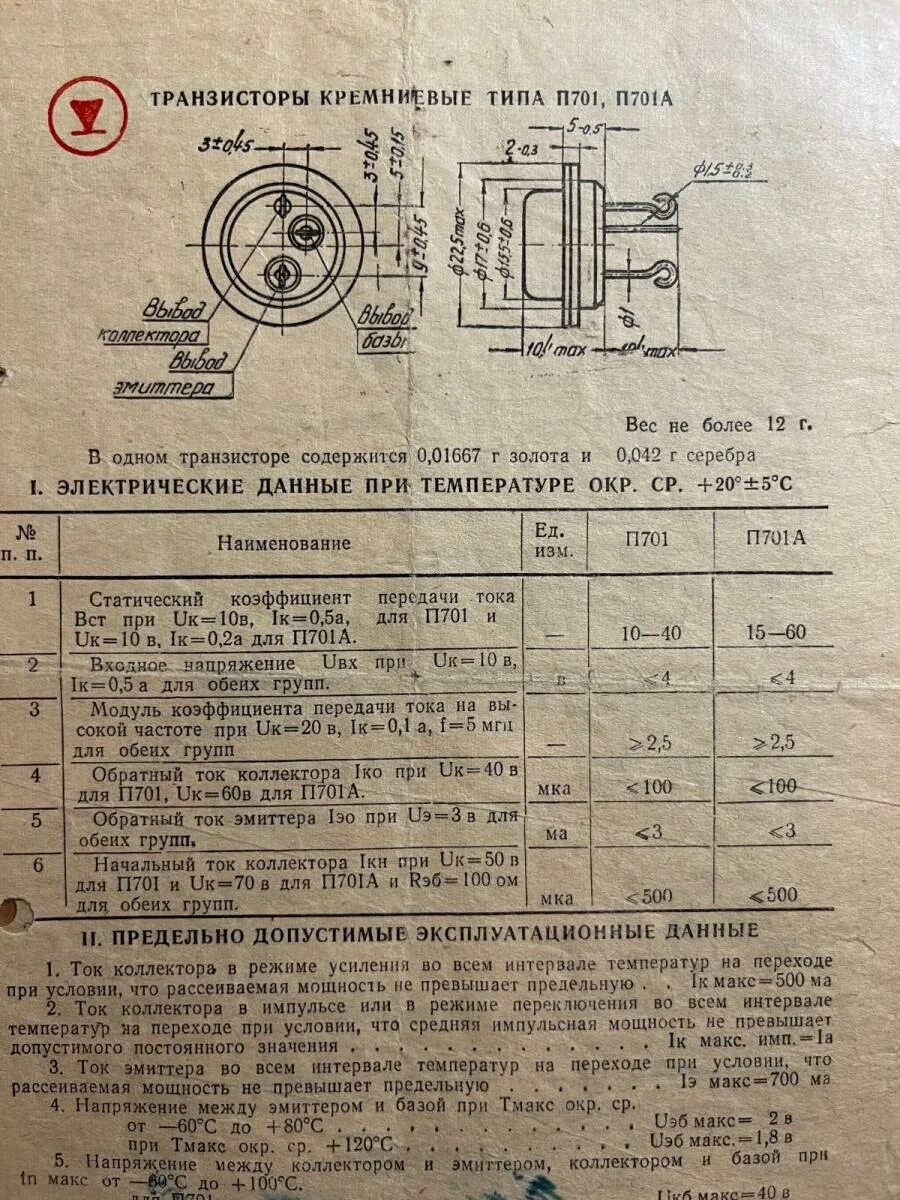 ТРАНЗИСТОРЫ КРЕМНИЕВЫЕ ТИПА П701, П701А
3±0,45
3±0,45
5±0,15
9±0,45
5-0,5
2-0,3
ф22,5max
ф17±0,6
ф15,5±0,6
ф1
Вывод
коллектора
Вывод
эмиттера
Вывод
базы
Вес не более 12 г.
В одном транзисторе содержится 0,01667 г золота и 0,042 г серебра
I. ЭЛЕКТРИЧЕСКИЕ ДАННЫЕ ПРИ ТЕМПЕРАТУРЕ ОКР. СР. +20°±5°С
№ п. п. Наименование Ед. изм. П701 П701А
1 Статический коэффициент передачи тока
Вст при Uк=10в, Iк=0,5а, для П701 и
Uк=10 в, Iк=0,2а для П701А. — 10—40 15—60
2 Входное напряжение Uвх при Uк=10 в,
Iк=0,5 а для обеих групп. в ≤4 ≤4
3 Модуль коэффициента передачи тока на вы-
сокой частоте при Uк=20 в, Iк=0,1 а, f=5 мгц
для обеих групп — ≥2,5 ≥2,5
4 Обратный ток коллектора Iко при Uк=40 в
для П701, Uк=60в для П701А. мка ≤100 ≤100
5 Обратный ток эмиттера Iэо при Uэ=3 в для
обеих групп. ма ≤3 ≤3
6 Начальный ток коллектора Iкн при Uк=50 в
для П70I и Uк=70 в для П70IА и Rэб=100 ом
для обеих групп. мка ≤500 ≤500
II. ПРЕДЕЛЬНО ДОПУСТИМЫЕ ЭКСПЛУАТАЦИОННЫЕ ДАННЫЕ
1. Ток коллектора в режиме усиления во всем интервале температур на переходе
при условии, что рассеиваемая мощность не превышает предельную . . Iк макс=500 ма
2. Ток коллектора в импульсе или в режиме переключения во всем интервале
температур на переходе при условии, что средняя импульсная мощность не превышает
допустимого постоянного значения . . . . . . . . . . . . . Iк макс. имп.=Iа
3. Ток эмиттера во всем интервале температур на переходе при условии, что
рассеиваемая мощность не превышает предельную . . . . . . . Iэ макс=700 ма
4. Напряжение между эмиттером и базой при Тмакс окр. ср.
от —60°С до +80°С . . . . . . . . . . . . . Uэб макс= 2 в
при Тмакс окр. ср. +120°С . . . . . . . . . . . Uэб макс.=1,8 в
5. Напряжение между коллектором и эмиттером, коллектором и базой при
tп макс от —60°С до +100°С.
для П701 Uкб макс=40 в